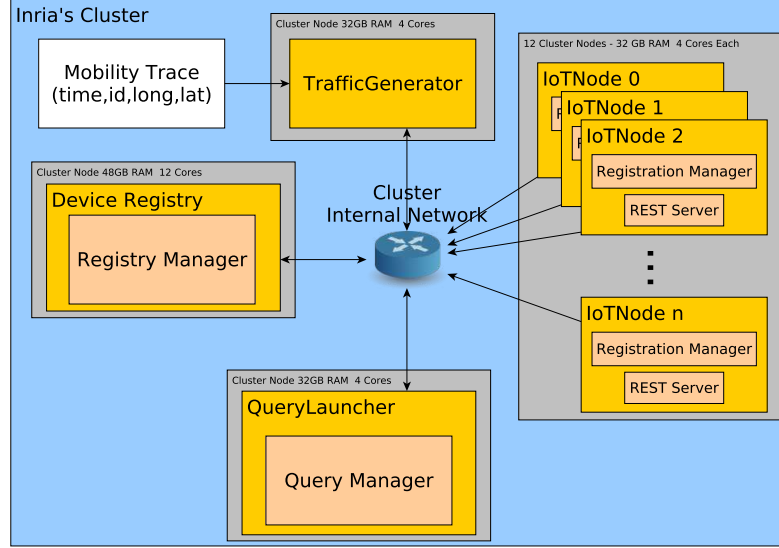 Inria's Cluster
Mobility Trace
(time,id,long,lat)
Cluster Node 32GB RAM  4 Cores
TrafficGenerator
12 Cluster Nodes - 32 GB RAM  4 Cores Each
IoTNode 0
IoTNode 1
IoTNode 2
Registration Manager
REST Server
Cluster Node 48GB RAM  12 Cores
Device Registry
Registry Manager
Cluster
Internal Network
IoTNode n
Registration Manager
REST Server
Cluster Node 32GB RAM  4 Cores
QueryLauncher
Query Manager